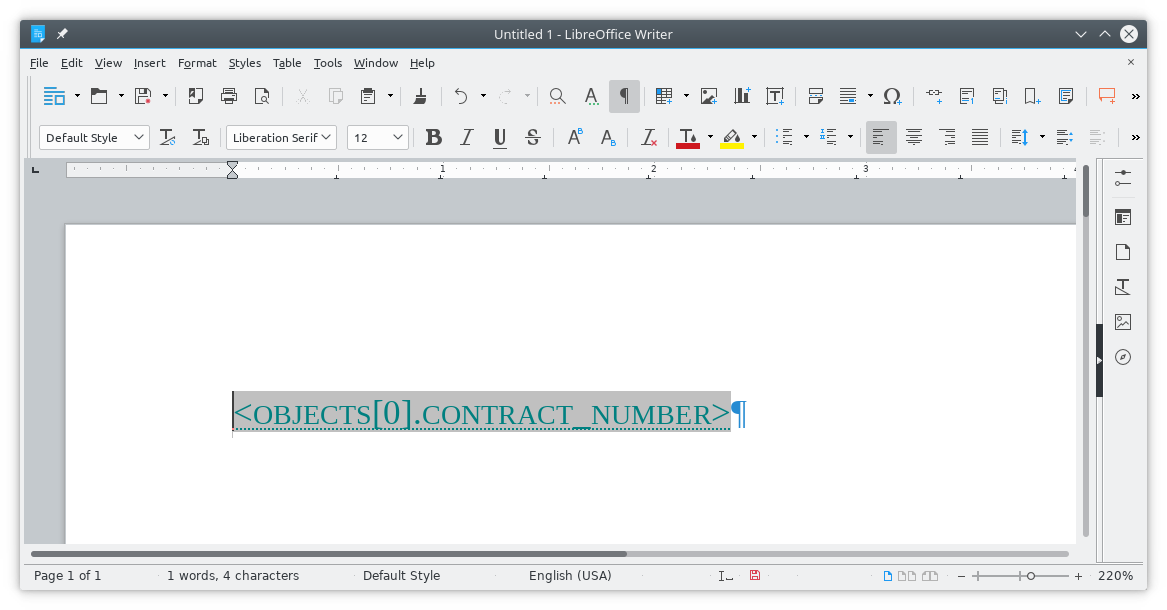 Untitled 1 - LibreOffice Writer
File Edit View Insert Format Styles Table Tools Window Help
Default Style Liberation Serif 12
1 2 3
<OBJECTS[0].CONTRACT_NUMBER>¶
Page 1 of 1 1 words, 4 characters Default Style English (USA) 220%